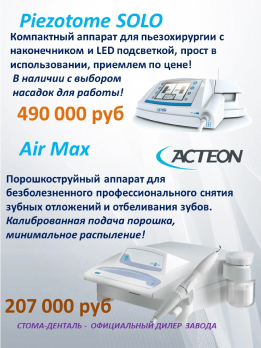 Piezotome SOLO
Компактный аппарат для пьезохирургии с
наконечником и LED подсветкой, прост в
использовании, приемлем по цене!
В наличии с выбором
насадок для работы!
490 000 руб
Air Max
ACTEON
Порошкоструйный аппарат для
безболезненного профессионального снятия
зубных отложений и отбеливания зубов.
Калиброванная подача порошка,
минимальное распыление!
207 000 руб
СТОМА-ДЕНТАЛЬ - ОФИЦИАЛЬНЫЙ ДИЛЕР ЗАВОДА